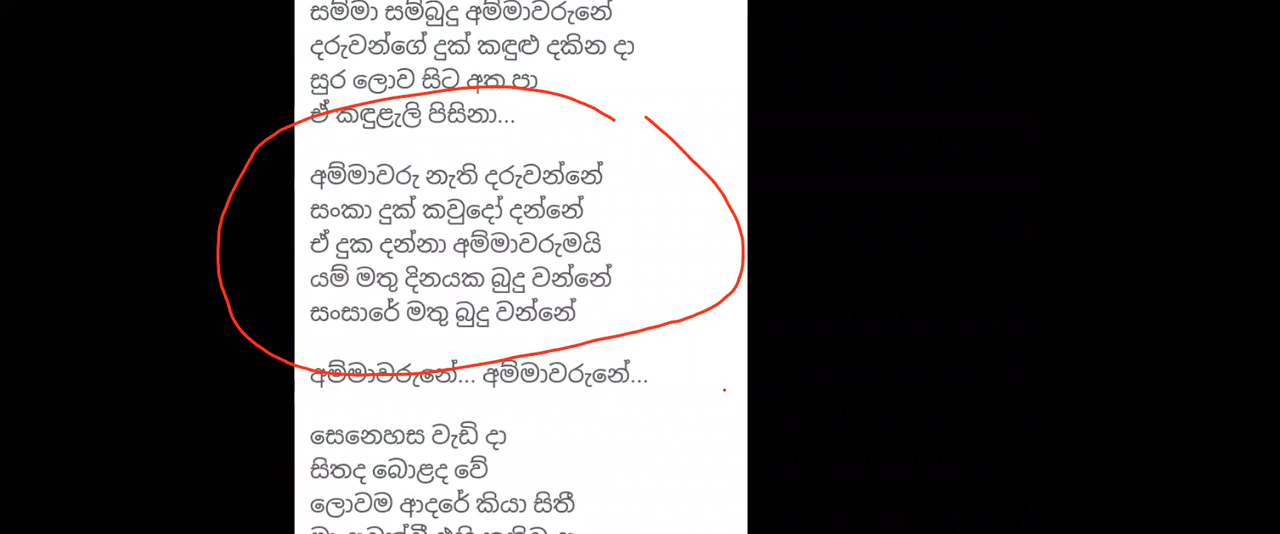 සම්මා සම්බුදු අම්මාවරුනේ
දරුවන්ගේ දුක් කඳුළු දකින දා
සුර ලොව සිට අත පා
ඒ කඳුළැලි පිසිනා...
අම්මාවරු නැති දරුවන්නේ
සංකා දුක් කවුදෝ දන්නේ
ඒ දුක දන්නා අම්මාවරුමයි
යම් මතු දිනයක බුදු වන්නේ
සංසාරේ මතු බුදු වන්නේ
අම්මාවරුනේ... අම්මාවරුනේ...
සෙනෙහස වැඩි දා
සිතද බොළඳ වේ
ලොවම ආදරේ කියා සිතී